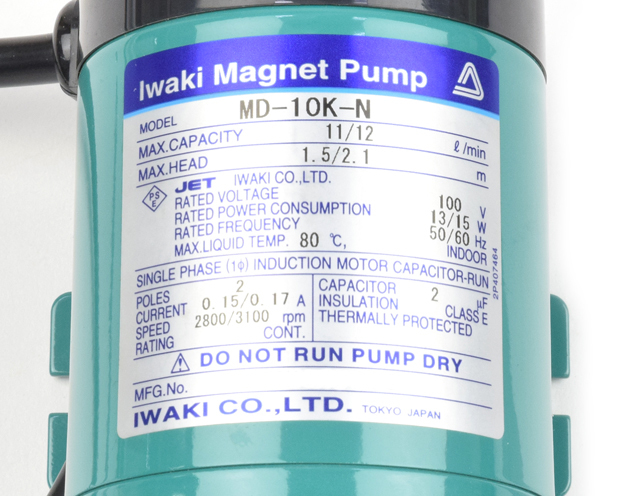 Iwaki Magnet Pump
MODEL MD-10K-N
MAX.CAPACITY 11/12 ℓ/min
MAX.HEAD 1.5/2.1 m
PS E JET IWAKI CO.,LTD.
RATED VOLTAGE 100 V
RATED POWER CONSUMPTION 13/15 W
RATED FREQUENCY 50/60 Hz
MAX.LIQUID TEMP. 80 ℃, INDOOR
SINGLE PHASE (1ϕ) INDUCTION MOTOR CAPACITOR-RUN
2P407464
POLES 2
CURRENT 0.15/0.17 A
SPEED 2800/3100 rpm
RATING CONT.
CAPACITOR 2 μF
INSULATION CLASS E
THERMALLY PROTECTED
DO NOT RUN PUMP DRY
MFG.No.
IWAKI CO.,LTD. TOKYO JAPAN